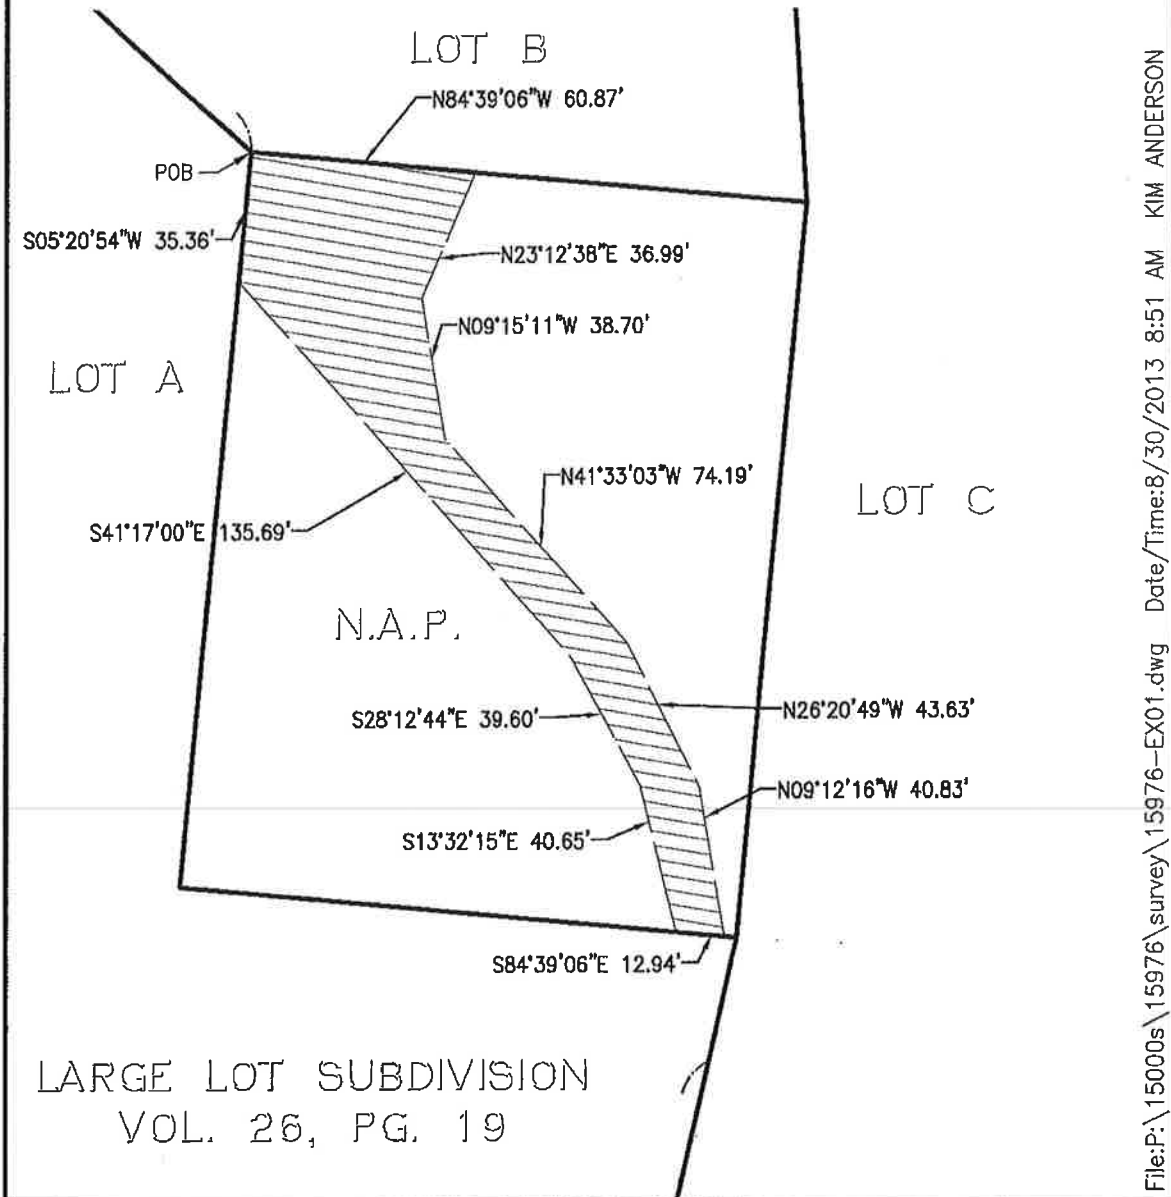 LOT B
N84°39'06"W 60.87'
POB
S05°20'54"W 35.36'
N23°12'38"E 36.99'
N09°15'11"W 38.70'
LOT A
N41°33'03"W 74.19'
LOT C
S41°17'00"E 135.69'
N.A.P.
S28°12'44"E 39.60'
N26°20'49"W 43.63'
N09°12'16"W 40.83'
S13°32'15"E 40.65'
S84°39'06"E 12.94'
LARGE LOT SUBDIVISION
VOL. 26, PG. 19
File:P:\15000s\15976\survey\15976-EX01.dwg Date/Time:8/30/2013 8:51 AM KIM ANDERSON